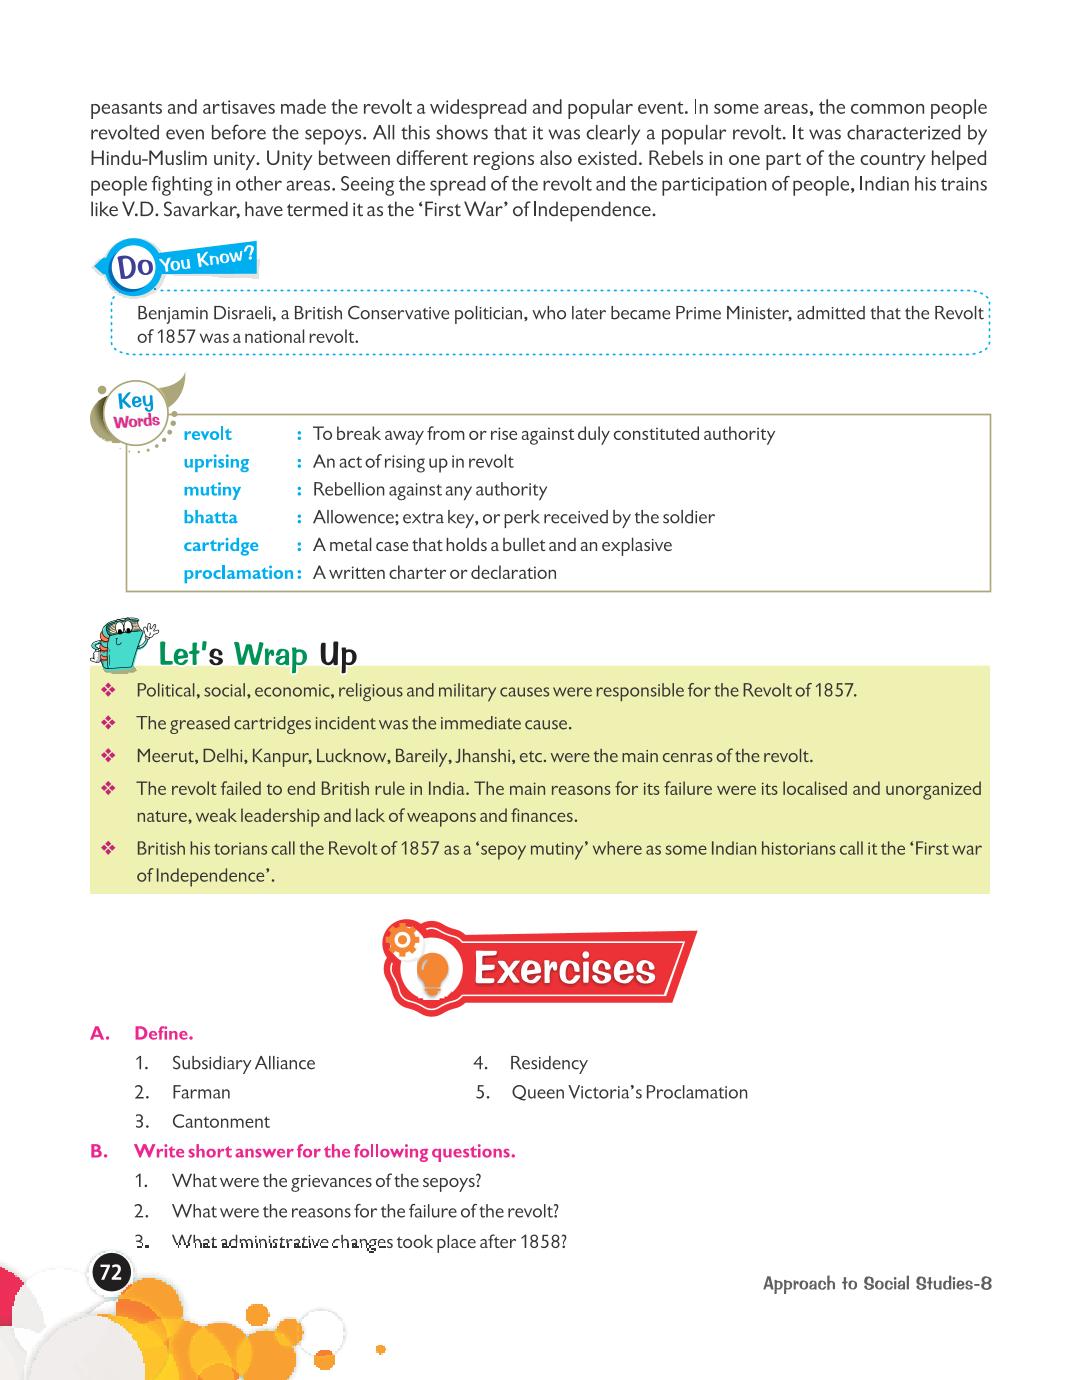 peasants and artisaves made the revolt a widespread and popular event. In some areas, the common people
revolted even before the sepoys. All this shows that it was clearly a popular revolt. It was characterized by
Hindu-Muslim unity. Unity between different regions also existed. Rebels in one part of the country helped
people fighting in other areas. Seeing the spread of the revolt and the participation of people, Indian his trains
like V.D. Savarkar, have termed it as the ‘First War’ of Independence.
Do You Know?
Benjamin Disraeli, a British Conservative politician, who later became Prime Minister, admitted that the Revolt
of 1857 was a national revolt.
Key
Words
revolt : To break away from or rise against duly constituted authority
uprising : An act of rising up in revolt
mutiny : Rebellion against any authority
bhatta : Allowence; extra key, or perk received by the soldier
cartridge : A metal case that holds a bullet and an explasive
proclamation : A written charter or declaration
Let's Wrap Up
❖ Political, social, economic, religious and military causes were responsible for the Revolt of 1857.
❖ The greased cartridges incident was the immediate cause.
❖ Meerut, Delhi, Kanpur, Lucknow, Bareily, Jhanshi, etc. were the main cenras of the revolt.
❖ The revolt failed to end British rule in India. The main reasons for its failure were its localised and unorganized
nature, weak leadership and lack of weapons and finances.
❖ British his torians call the Revolt of 1857 as a ‘sepoy mutiny’ where as some Indian historians call it the ‘First war
of Independence’.
Exercises
A. Define.
1. Subsidiary Alliance 4. Residency
2. Farman 5. Queen Victoria’s Proclamation
3. Cantonment
B. Write short answer for the following questions.
1. What were the grievances of the sepoys?
2. What were the reasons for the failure of the revolt?
3. What administrative changes took place after 1858?
72
Approach to Social Studies-8